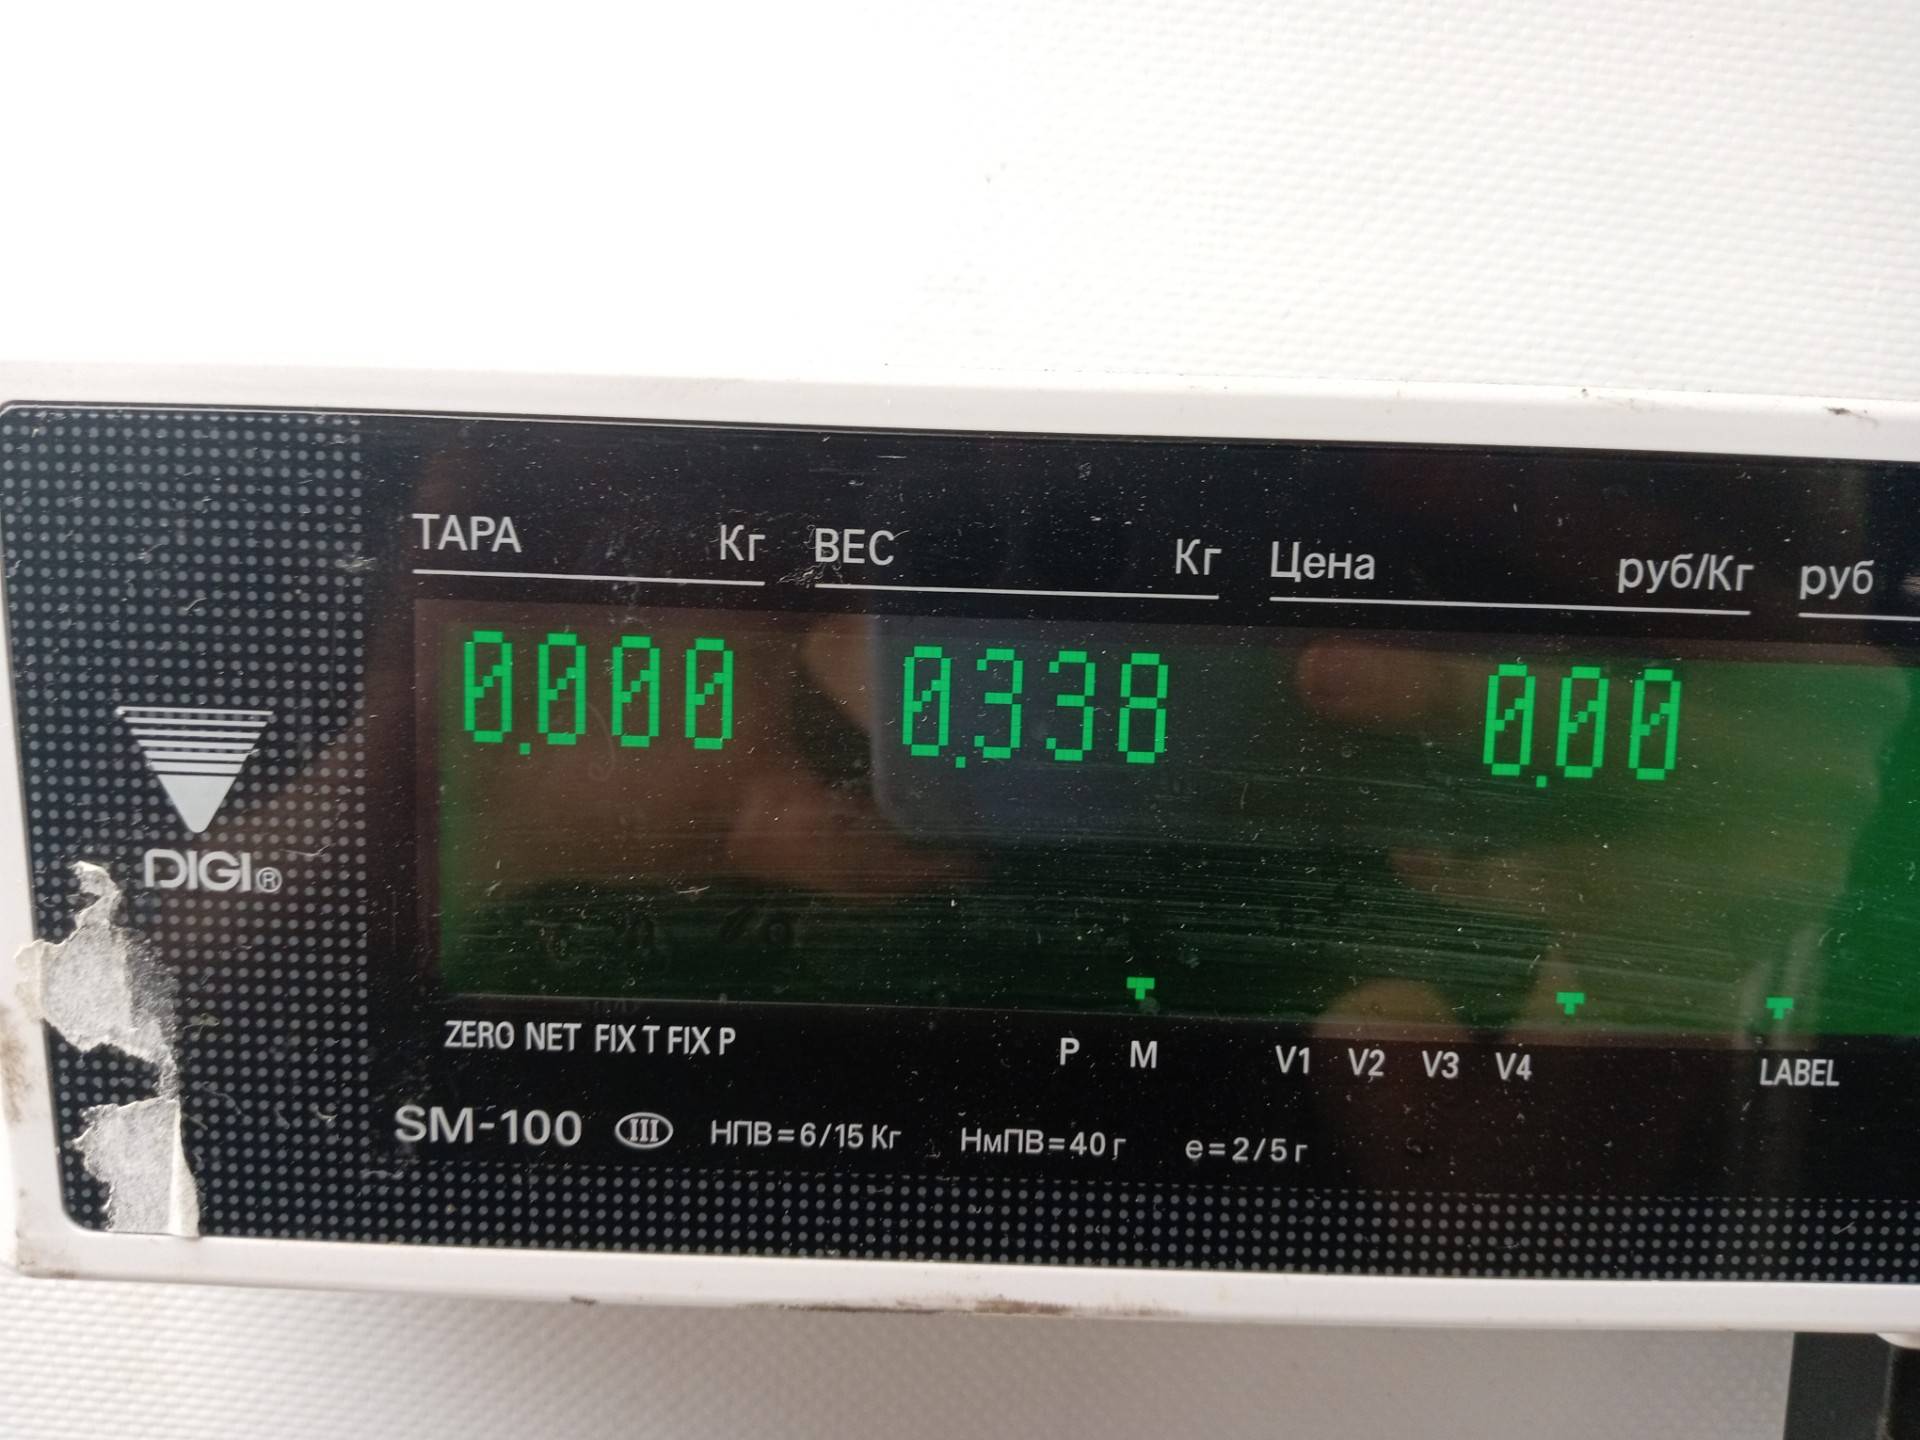 ТАРА Кг ВЕС Кг Цена руб/Кг руб
0.000 0.338 0.00
DIGI®
ZERO NET FIX T FIX P P M V1 V2 V3 V4 LABEL
SM-100 III НПВ=6/15 Кг НмПВ=40 г e=2/5 г